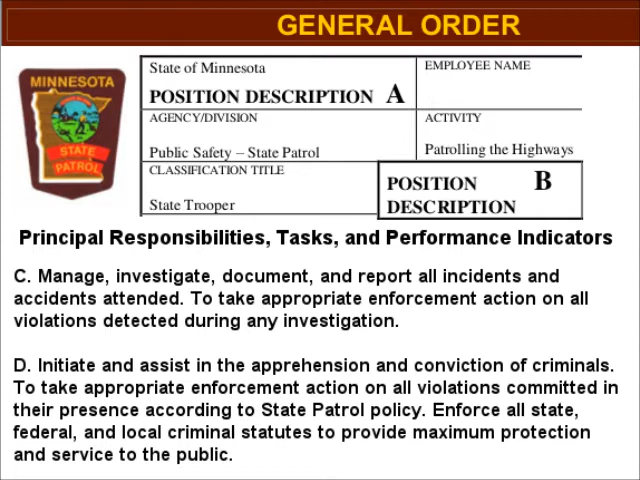 GENERAL ORDER
MINNESOTA
STATE
PATROL
State of Minnesota
POSITION DESCRIPTION A
EMPLOYEE NAME
AGENCY/DIVISION
Public Safety – State Patrol
ACTIVITY
Patrolling the Highways
CLASSIFICATION TITLE
State Trooper
POSITION B
DESCRIPTION
Principal Responsibilities, Tasks, and Performance Indicators
C. Manage, investigate, document, and report all incidents and
accidents attended. To take appropriate enforcement action on all
violations detected during any investigation.
D. Initiate and assist in the apprehension and conviction of criminals.
To take appropriate enforcement action on all violations committed in
their presence according to State Patrol policy. Enforce all state,
federal, and local criminal statutes to provide maximum protection
and service to the public.